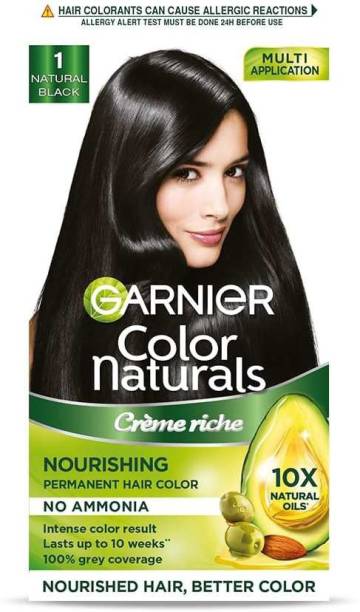 ⚠ HAIR COLORANTS CAN CAUSE ALLERGIC REACTIONS ▶
ALLERGY ALERT TEST MUST BE DONE 24H BEFORE USE
1
NATURAL
BLACK
MULTI
APPLICATION
GARNIER
Color
Naturals
Crème riche
NOURISHING
PERMANENT HAIR COLOR
NO AMMONIA
Intense color result
Lasts up to 10 weeks**
100% grey coverage
10X
NATURAL
OILS*
NOURISHED HAIR, BETTER COLOR